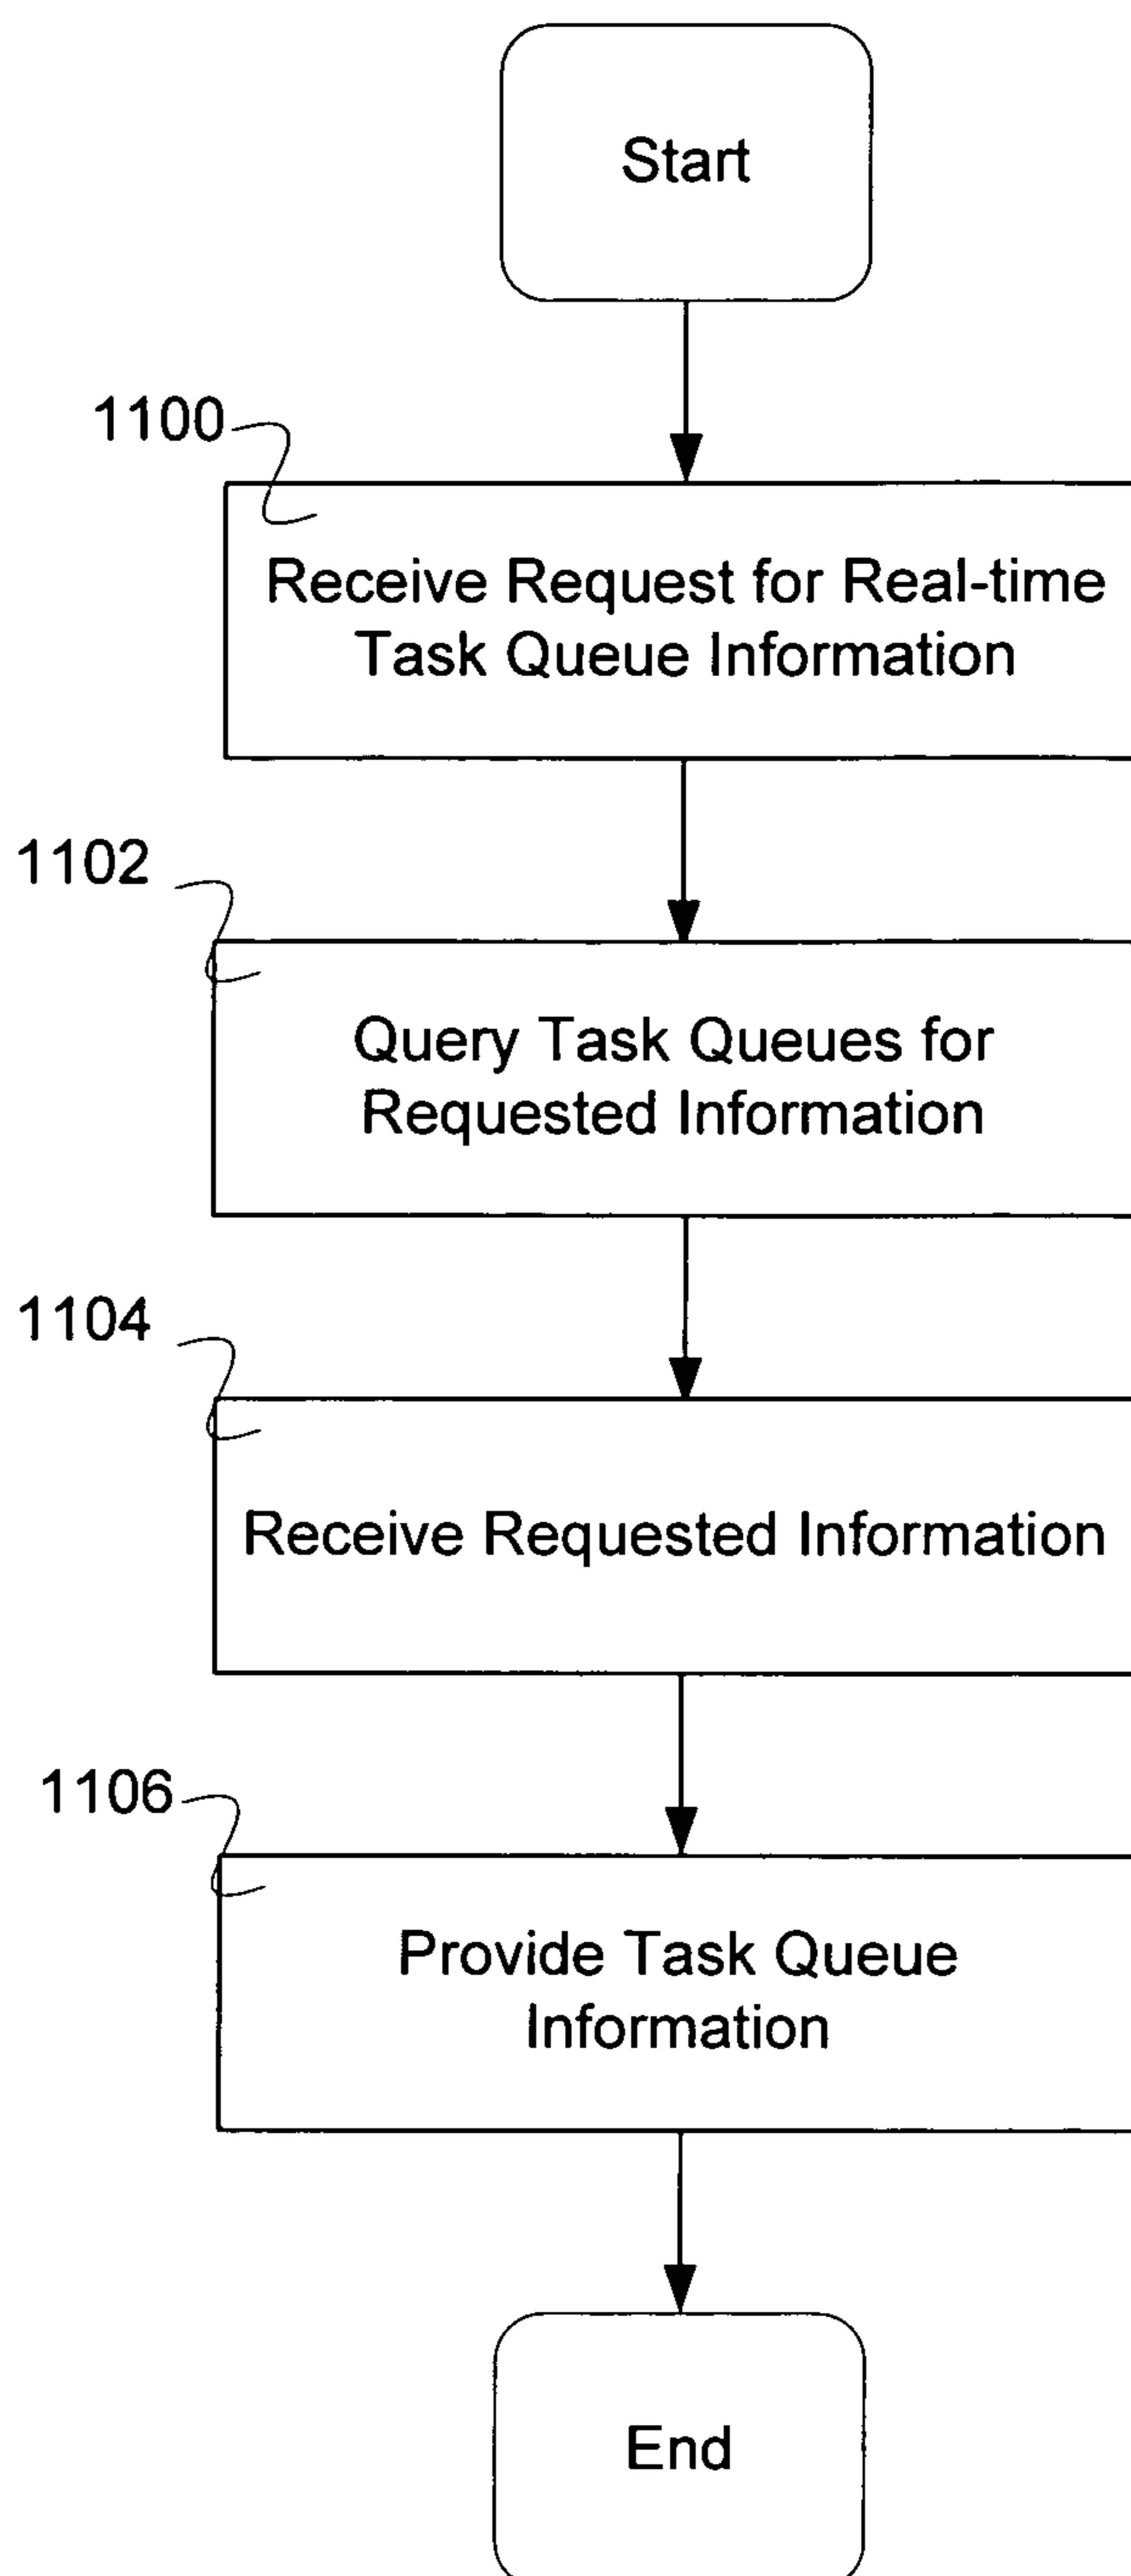 Start
1100
Receive Request for Real-time
Task Queue Information
1102
Query Task Queues for
Requested Information
1104
Receive Requested Information
1106
Provide Task Queue
Information
End